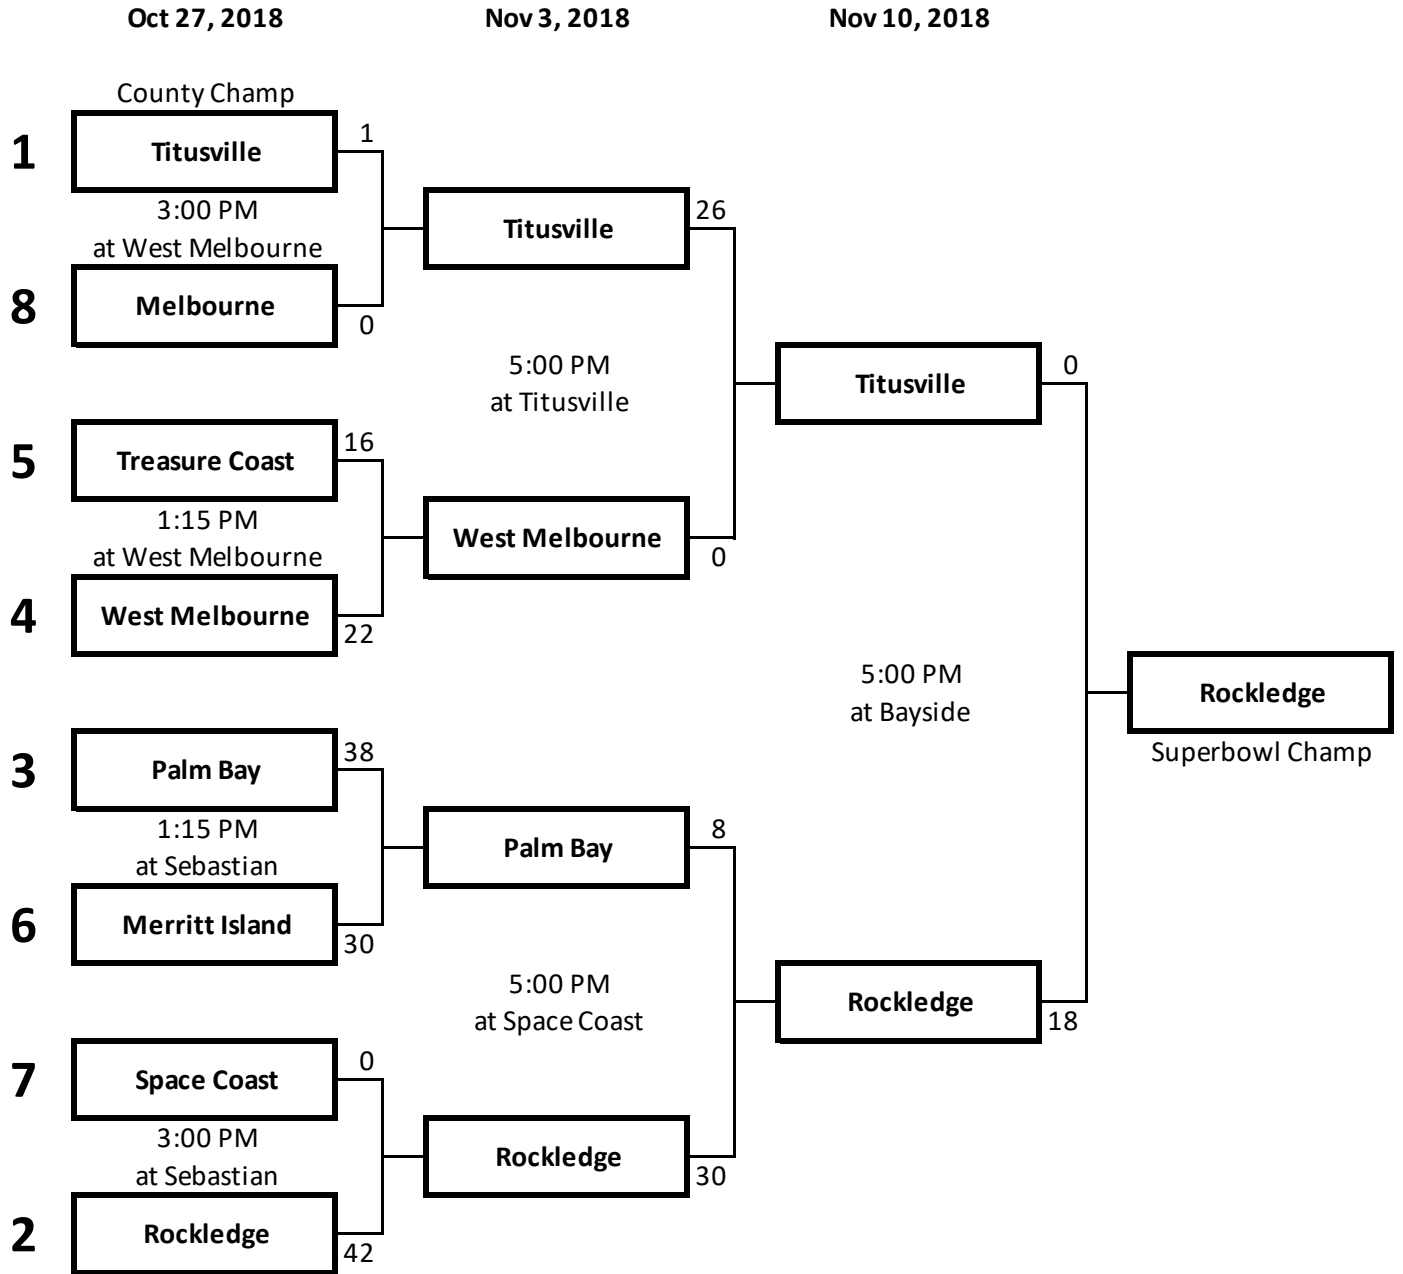 Oct 27, 2018
Nov 3, 2018
Nov 10, 2018
County Champ
1
Titusville
1
3:00 PM
at West Melbourne
8
Melbourne
0
5
Treasure Coast
16
1:15 PM
at West Melbourne
4
West Melbourne
22
3
Palm Bay
38
1:15 PM
at Sebastian
6
Merritt Island
30
7
Space Coast
0
3:00 PM
at Sebastian
2
Rockledge
42
Titusville
26
5:00 PM
at Titusville
West Melbourne
0
Palm Bay
8
5:00 PM
at Space Coast
Rockledge
30
Titusville
0
5:00 PM
at Bayside
Rockledge
18
Rockledge
Superbowl Champ